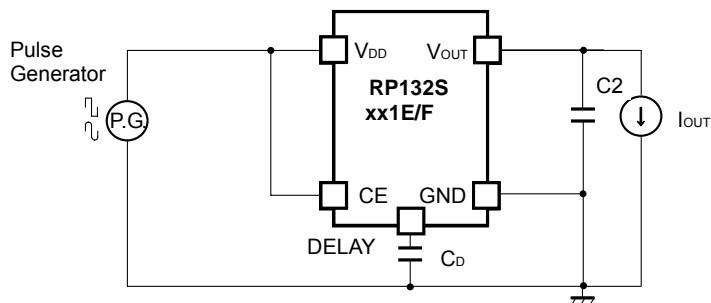 Pulse
Generator
P.G.
VDD
VOUT
RP132S
xx1E/F
C2
IOUT
CE
GND
DELAY
CD